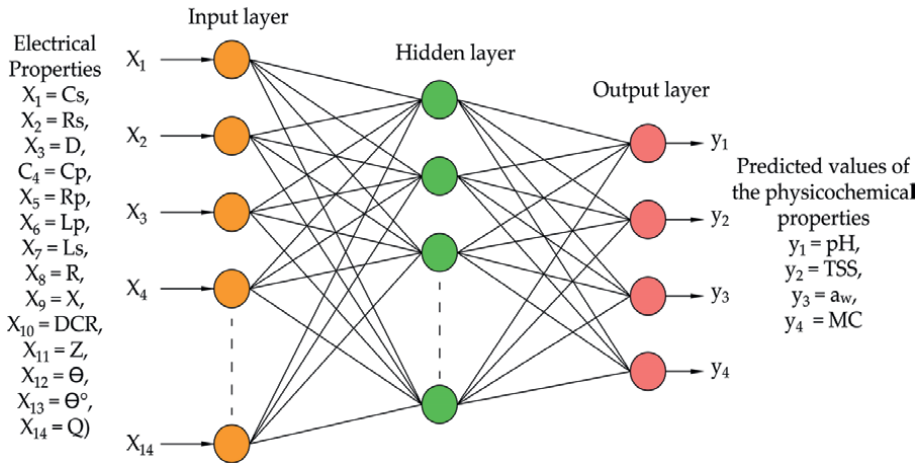 Input layer
Hidden layer
Output layer
Electrical
Properties
X₁ = Cs,
X₂ = Rs,
X₃ = D,
C₄ = Cp,
X₅ = Rp,
X₆ = Lp,
X₇ = Ls,
X₈ = R,
X₉ = X,
X₁₀ = DCR,
X₁₁ = Z,
X₁₂ = Ɵ,
X₁₃ = Ɵ°,
X₁₄ = Q)
X₁
X₂
X₃
X₄
X₁₄
y₁
y₂
y₃
y₄
Predicted values of
the physicochemical
properties
y₁ = pH,
y₂ = TSS,
y₃ = a𝓌,
y₄ = MC